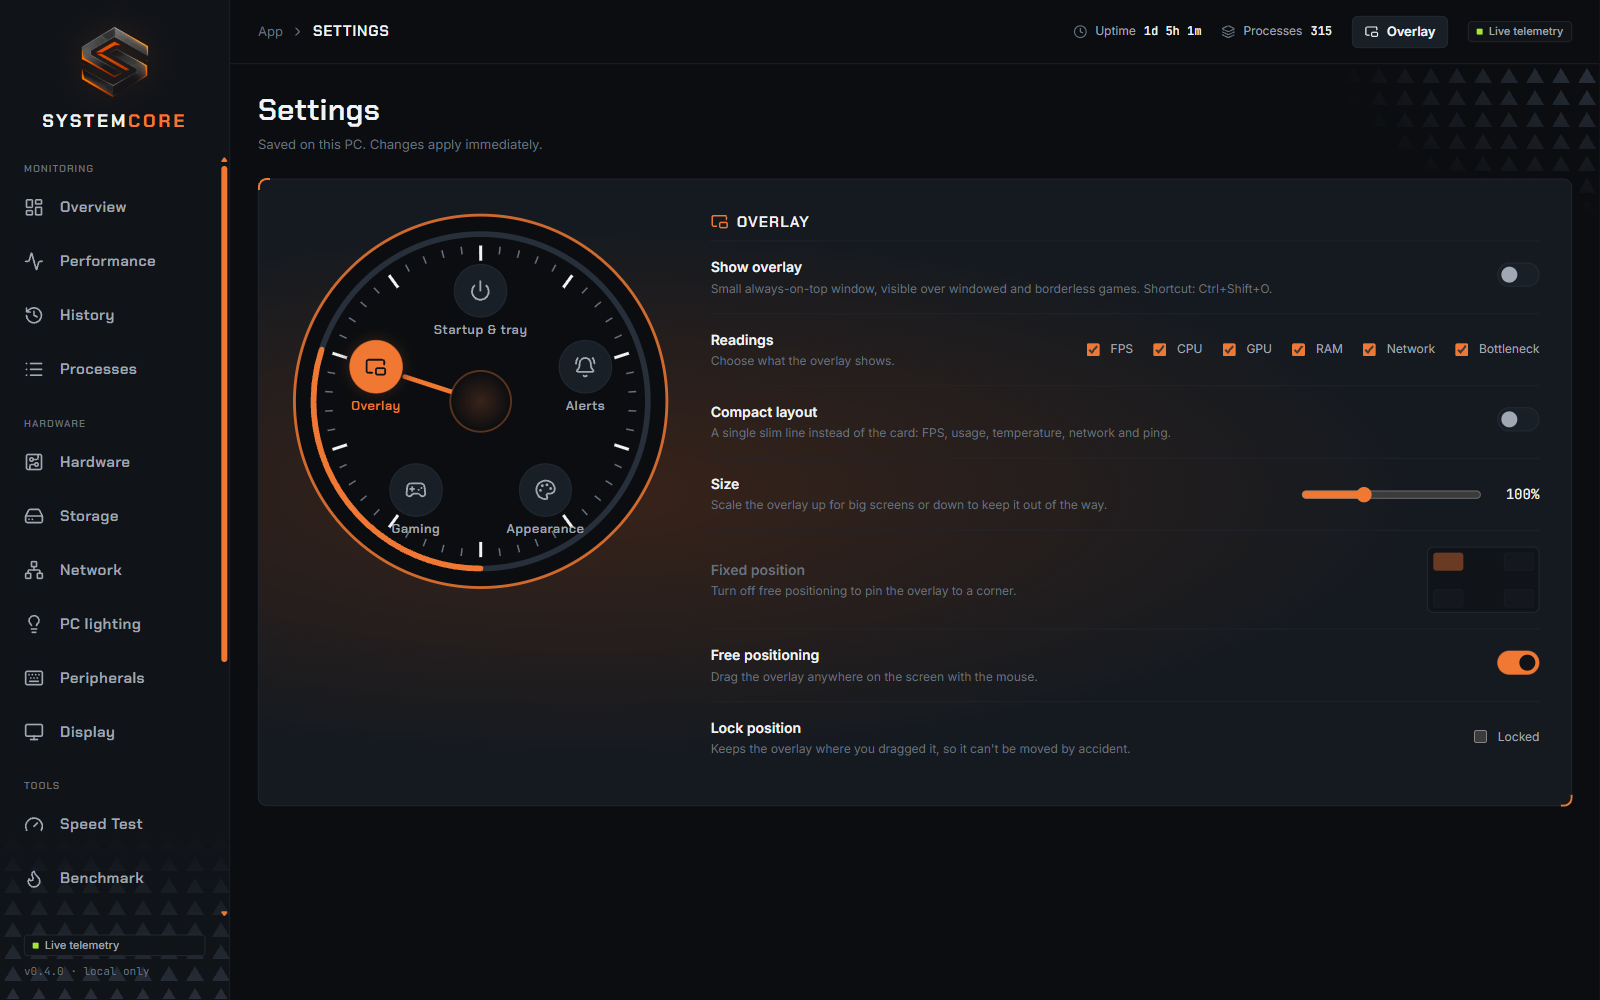 SYSTEMCORE
MONITORING
Overview
Performance
History
Processes
HARDWARE
Hardware
Storage
Network
PC lighting
Peripherals
Display
TOOLS
Speed Test
Benchmark
Live telemetry
v0.4.0 · local only
App > SETTINGS
Uptime 1d 5h 1m
Processes 315
Overlay
Live telemetry
Settings
Saved on this PC. Changes apply immediately.
Startup & tray
Overlay
Alerts
Gaming
Appearance
OVERLAY
Show overlay
Small always-on-top window, visible over windowed and borderless games. Shortcut: Ctrl+Shift+O.
Readings
Choose what the overlay shows.
FPS CPU GPU RAM Network Bottleneck
Compact layout
A single slim line instead of the card: FPS, usage, temperature, network and ping.
Size
Scale the overlay up for big screens or down to keep it out of the way.
100%
Fixed position
Turn off free positioning to pin the overlay to a corner.
Free positioning
Drag the overlay anywhere on the screen with the mouse.
Lock position
Keeps the overlay where you dragged it, so it can't be moved by accident.
Locked